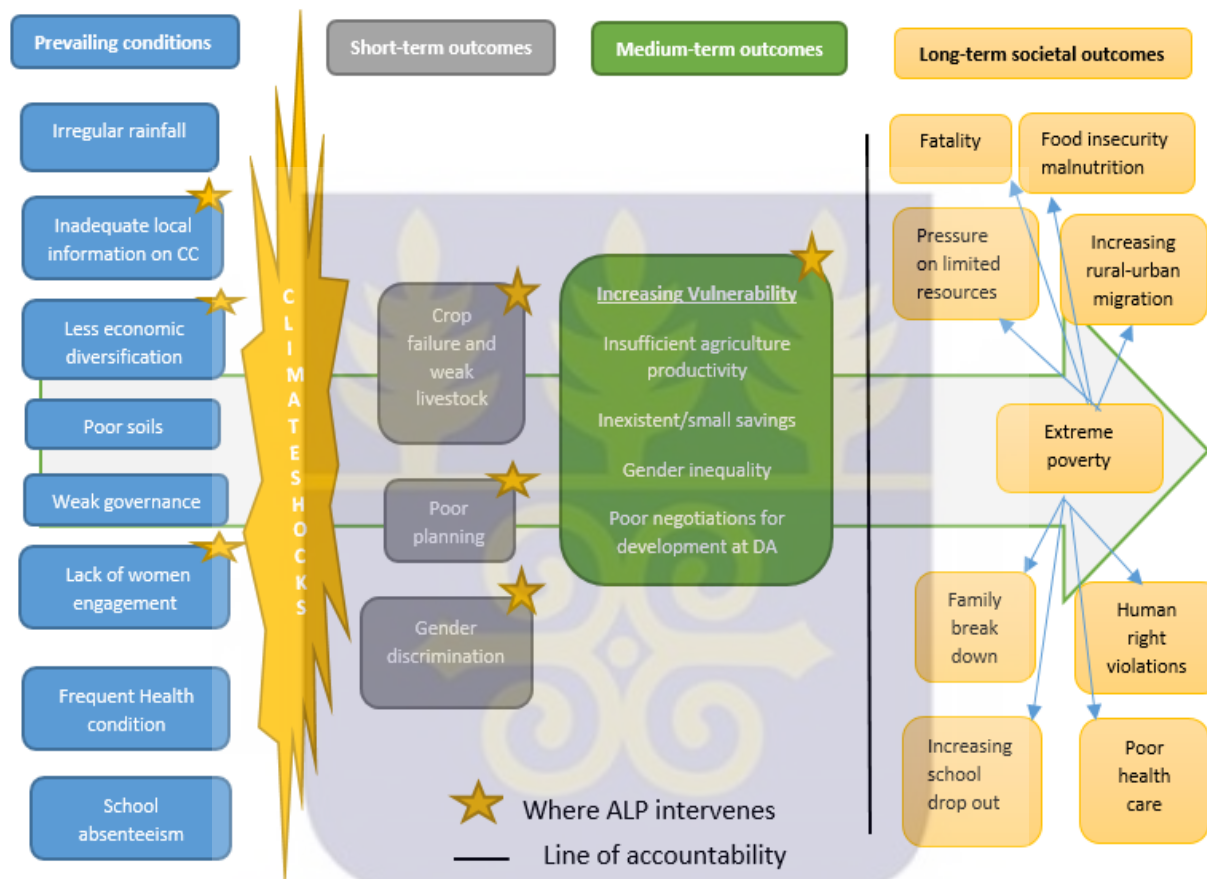 Prevailing conditions
Short-term outcomes
Medium-term outcomes
Long-term societal outcomes
Irregular rainfall
Inadequate local
information on CC
Less economic
diversification
Poor soils
Weak governance
Lack of women
engagement
Frequent Health
condition
School
absenteeism
CLIMATE SHOCKS
Crop
failure and
weak
livestock
Poor
planning
Gender
discrimination
Increasing Vulnerability
Insufficient agriculture
productivity
Inexistent/small savings
Gender inequality
Poor negotiations for
development at DA
Fatality
Food insecurity
malnutrition
Pressure
on limited
resources
Increasing
rural-urban
migration
Extreme
poverty
Family
break
down
Human
right
violations
Increasing
school
drop out
Poor
health
care
Where ALP intervenes
Line of accountability